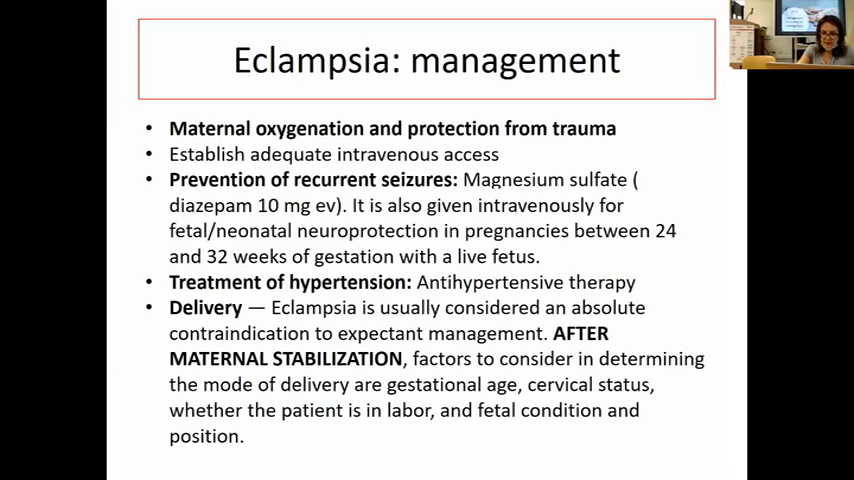 Eclampsia: management
• Maternal oxygenation and protection from trauma
• Establish adequate intravenous access
• Prevention of recurrent seizures: Magnesium sulfate (
diazepam 10 mg ev). It is also given intravenously for
fetal/neonatal neuroprotection in pregnancies between 24
and 32 weeks of gestation with a live fetus.
• Treatment of hypertension: Antihypertensive therapy
• Delivery — Eclampsia is usually considered an absolute
contraindication to expectant management. AFTER
MATERNAL STABILIZATION, factors to consider in determining
the mode of delivery are gestational age, cervical status,
whether the patient is in labor, and fetal condition and
position.